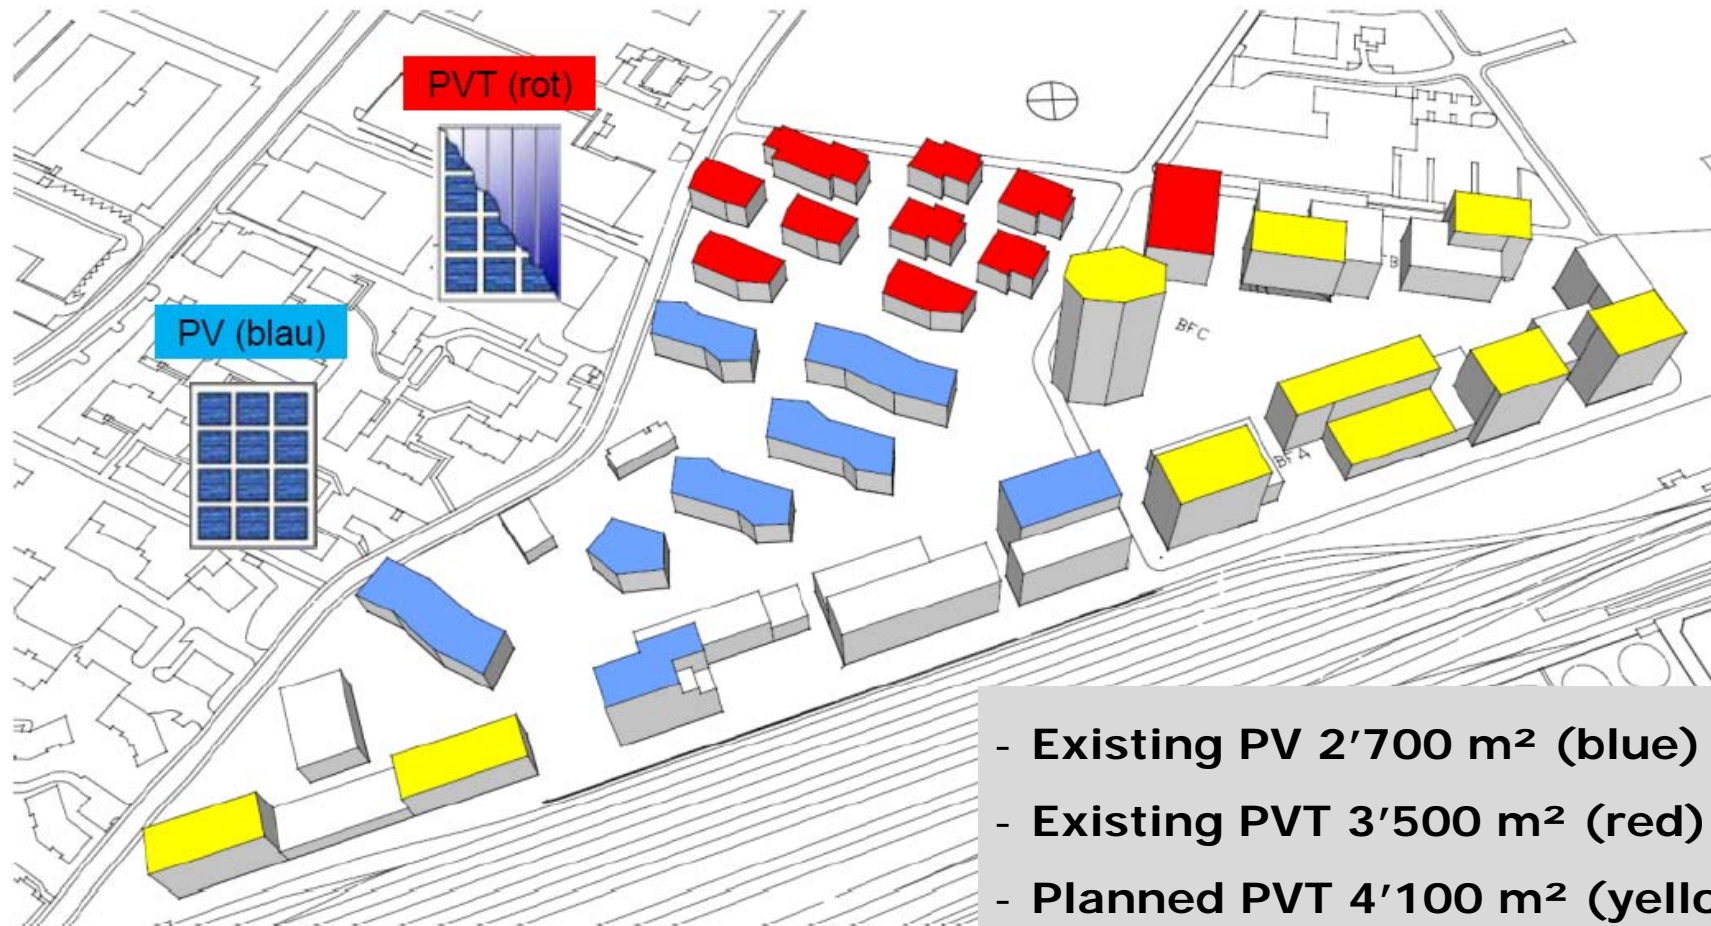 PVT (rot)
PV (blau)
BFC
BFA
- Existing PV 2’700 m² (blue)
- Existing PVT 3’500 m² (red)
- Planned PVT 4’100 m²